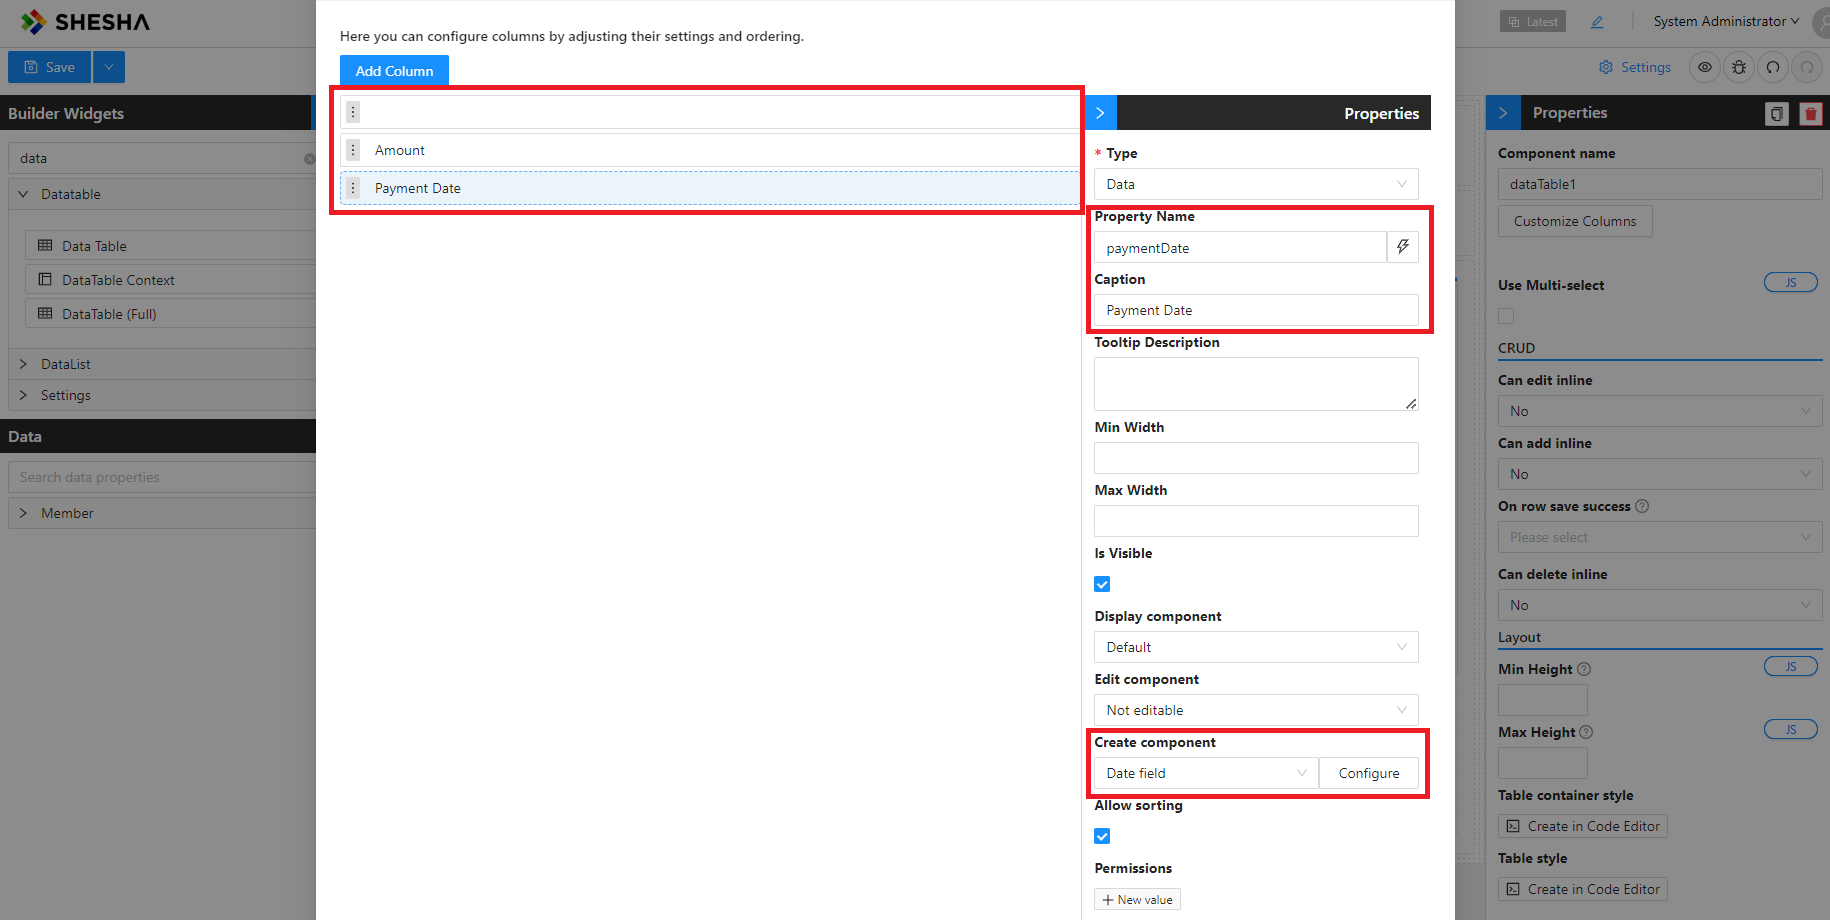 SHESHA
Latest
System Administrator
Save
Settings
Here you can configure columns by adjusting their settings and ordering.
Add Column
Builder Widgets
data
Datatable
Data Table
DataTable Context
DataTable (Full)
DataList
Settings
Data
Search data properties
Member
Amount
Payment Date
Properties
* Type
Data
Property Name
paymentDate
Caption
Payment Date
Tooltip Description
Min Width
Max Width
Is Visible
Display component
Default
Edit component
Not editable
Create component
Date field
Configure
Allow sorting
Permissions
+ New value
Properties
Component name
dataTable1
Customize Columns
Use Multi-select
JS
CRUD
Can edit inline
No
Can add inline
No
On row save success
Please select
Can delete inline
No
Layout
Min Height
JS
Max Height
JS
Table container style
Create in Code Editor
Table style
Create in Code Editor